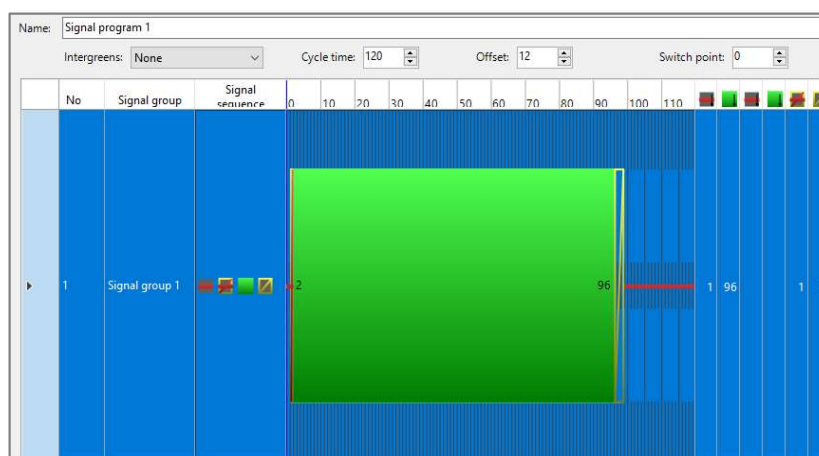 Name: Signal program 1
Intergreens: None Cycle time: 120 Offset: 12 Switch point: 0
No Signal group Signal sequence 0 10 20 30 40 50 60 70 80 90 100 110
1 Signal group 1 2 96 1 96 1